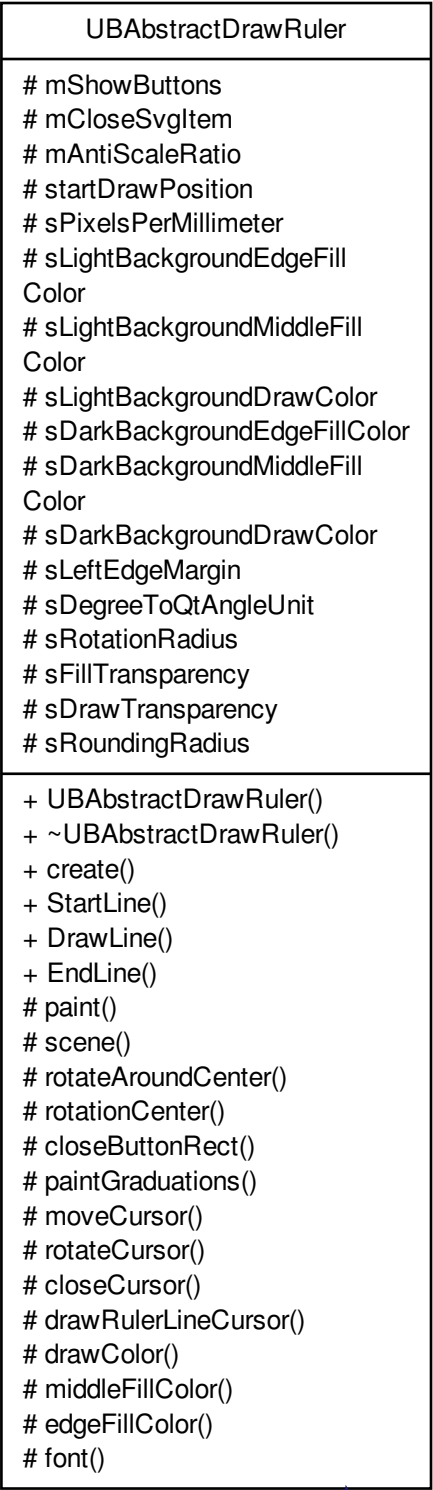 UBAbstractDrawRuler
# mShowButtons
# mCloseSvgItem
# mAntiScaleRatio
# startDrawPosition
# sPixelsPerMillimeter
# sLightBackgroundEdgeFill
Color
# sLightBackgroundMiddleFill
Color
# sLightBackgroundDrawColor
# sDarkBackgroundEdgeFillColor
# sDarkBackgroundMiddleFill
Color
# sDarkBackgroundDrawColor
# sLeftEdgeMargin
# sDegreeToQtAngleUnit
# sRotationRadius
# sFillTransparency
# sDrawTransparency
# sRoundingRadius
+ UBAbstractDrawRuler()
+ ~UBAbstractDrawRuler()
+ create()
+ StartLine()
+ DrawLine()
+ EndLine()
# paint()
# scene()
# rotateAroundCenter()
# rotationCenter()
# closeButtonRect()
# paintGraduations()
# moveCursor()
# rotateCursor()
# closeCursor()
# drawRulerLineCursor()
# drawColor()
# middleFillColor()
# edgeFillColor()
# font()